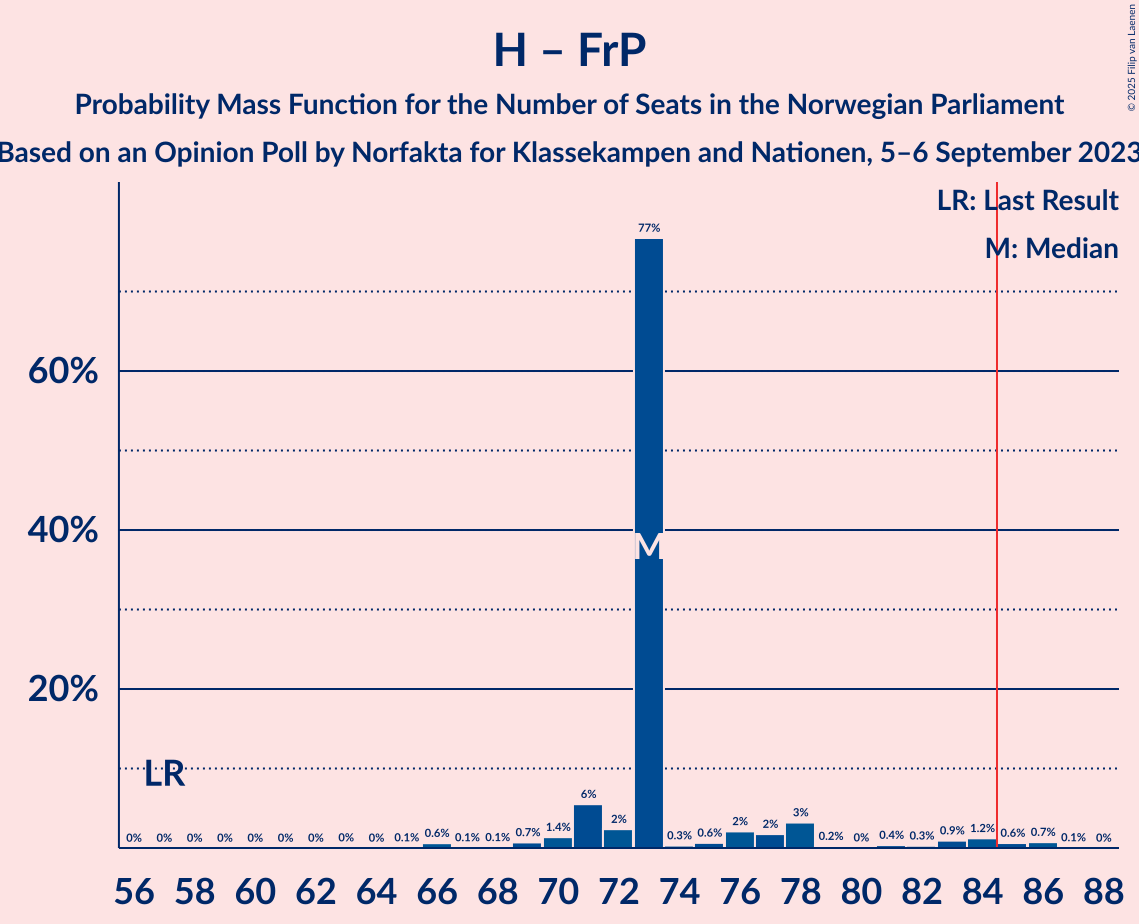 H – FrP
Probability Mass Function for the Number of Seats in the Norwegian Parliament
Based on an Opinion Poll by Norfakta for Klassekampen and Nationen, 5–6 September 2023
© 2025 Filip van Laenen
LR: Last Result
M: Median
60%
40%
20%
LR
M
0% 0% 0% 0% 0% 0% 0% 0% 0% 0.1% 0.6% 0.1% 0.1% 0.7% 1.4% 6% 2% 77% 0.3% 0.6% 2% 2% 3% 0.2% 0% 0.4% 0.3% 0.9% 1.2% 0.6% 0.7% 0.1% 0%
56 58 60 62 64 66 68 70 72 74 76 78 80 82 84 86 88